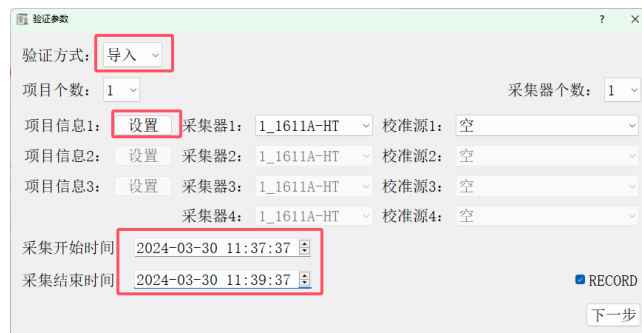 验证参数 ? ×
验证方式: 导入
项目个数: 1 采集器个数: 1
项目信息1: 设置 采集器1: 1_1611A-HT 校准源1: 空
项目信息2: 设置 采集器2: 1_1611A-HT 校准源2: 空
项目信息3: 设置 采集器3: 1_1611A-HT 校准源3: 空
采集器4: 1_1611A-HT 校准源4: 空
采集开始时间 2024-03-30 11:37:37
采集结束时间 2024-03-30 11:39:37 RECORD
下一步